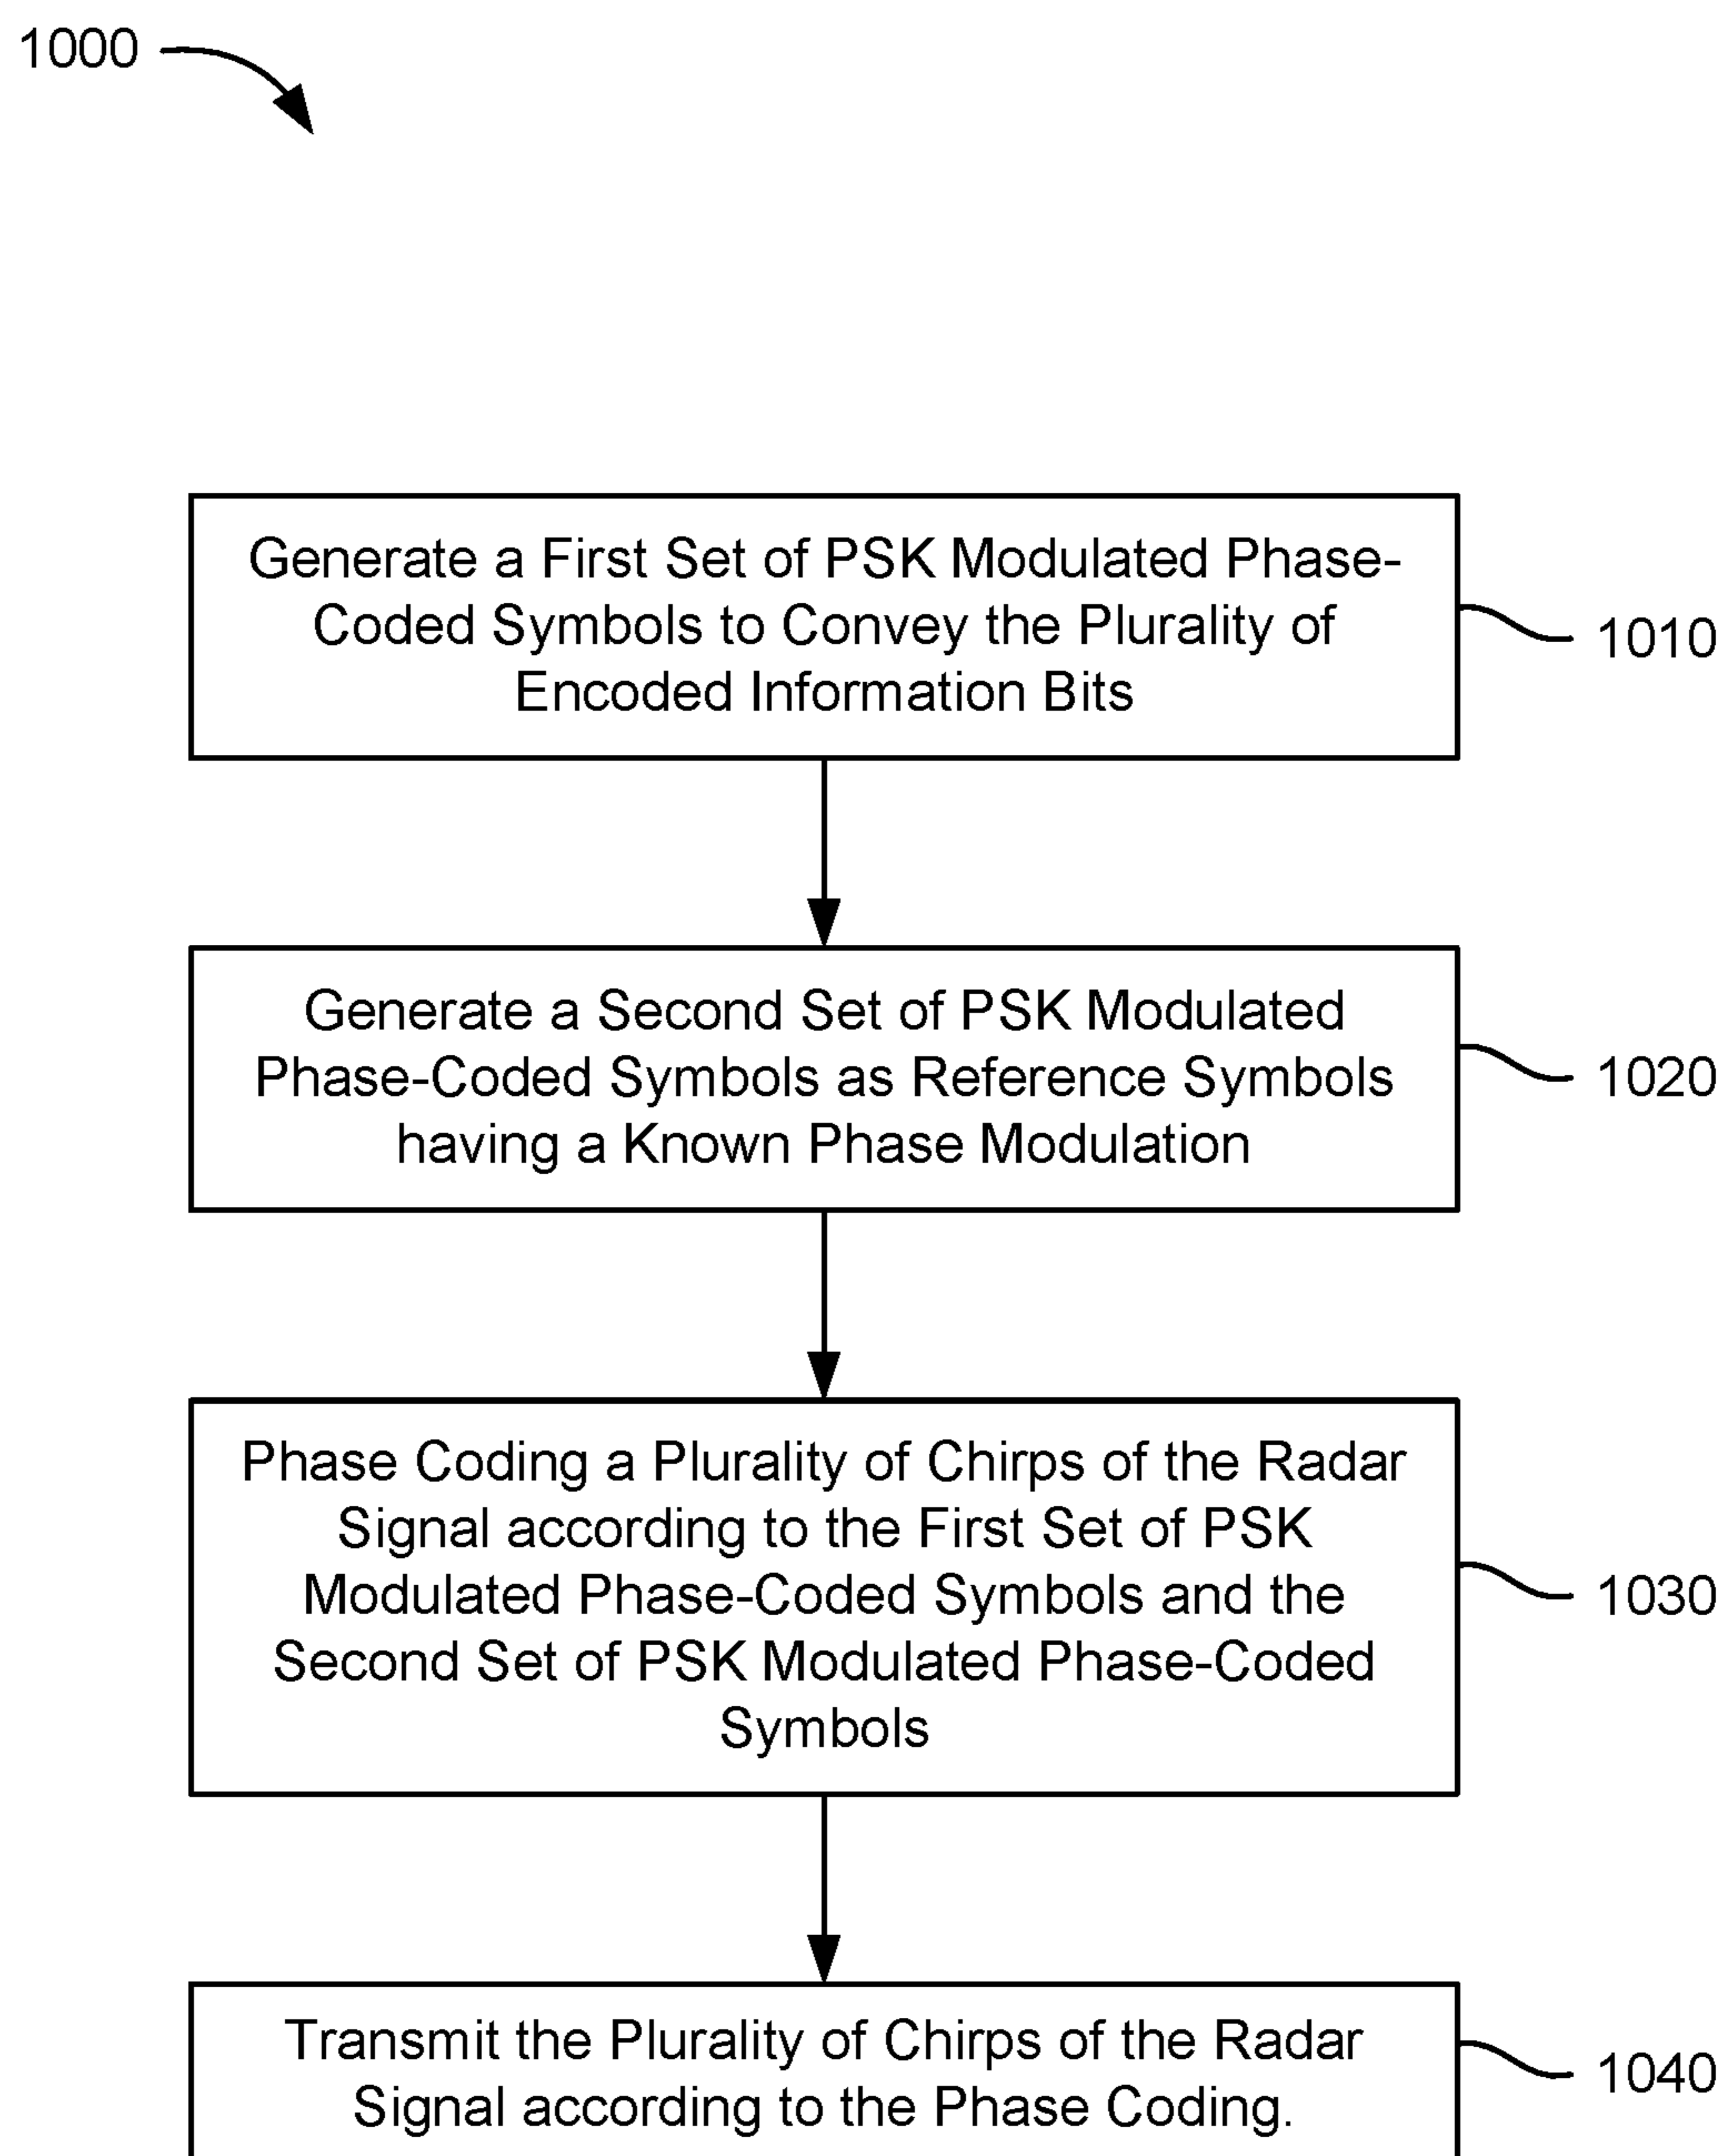 1000
Generate a First Set of PSK Modulated Phase-
Coded Symbols to Convey the Plurality of
Encoded Information Bits
1010
Generate a Second Set of PSK Modulated
Phase-Coded Symbols as Reference Symbols
having a Known Phase Modulation
1020
Phase Coding a Plurality of Chirps of the Radar
Signal according to the First Set of PSK
Modulated Phase-Coded Symbols and the
Second Set of PSK Modulated Phase-Coded
Symbols
1030
Transmit the Plurality of Chirps of the Radar
Signal according to the Phase Coding.
1040